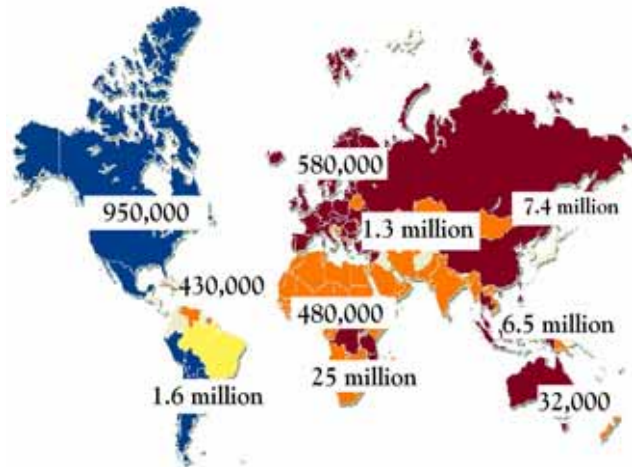 580,000
950,000
7.4 million
1.3 million
430,000
480,000
6.5 million
25 million
1.6 million
32,000